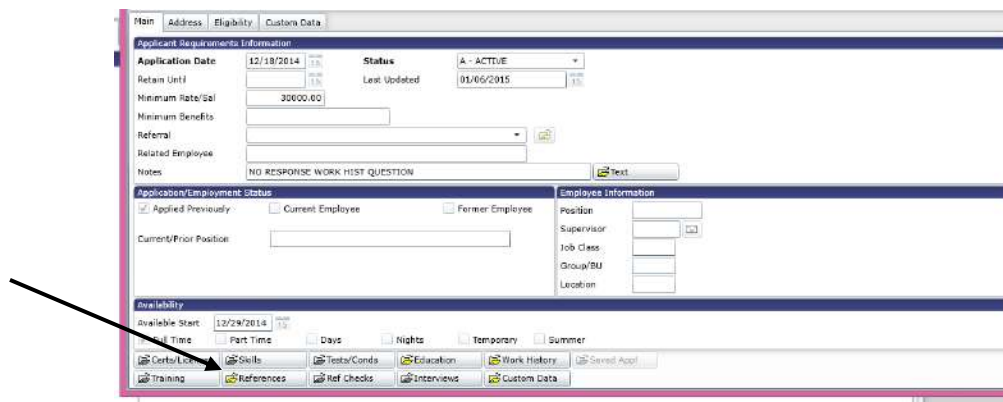 Main Address Eligibility Custom Data
Applicant Requirements Information
Application Date 12/18/2014 Status A - ACTIVE
Retain Until Last Updated 01/06/2015
Minimum Rate/Sal 30000.00
Minimum Benefits
Referral
Related Employee
Notes NO RESPONSE WORK HIST QUESTION Text
Application/Employment Status Employee Information
Applied Previously Current Employee Former Employee Position
Supervisor
Current/Prior Position
Job Class
Group/BU
Location
Availability
Available Start 12/29/2014
Full Time Part Time Days Nights Temporary Summer
Certs/Licenses Skills Tests/Conds Education Work History Saved Appl
Training References Ref Checks Interviews Custom Data